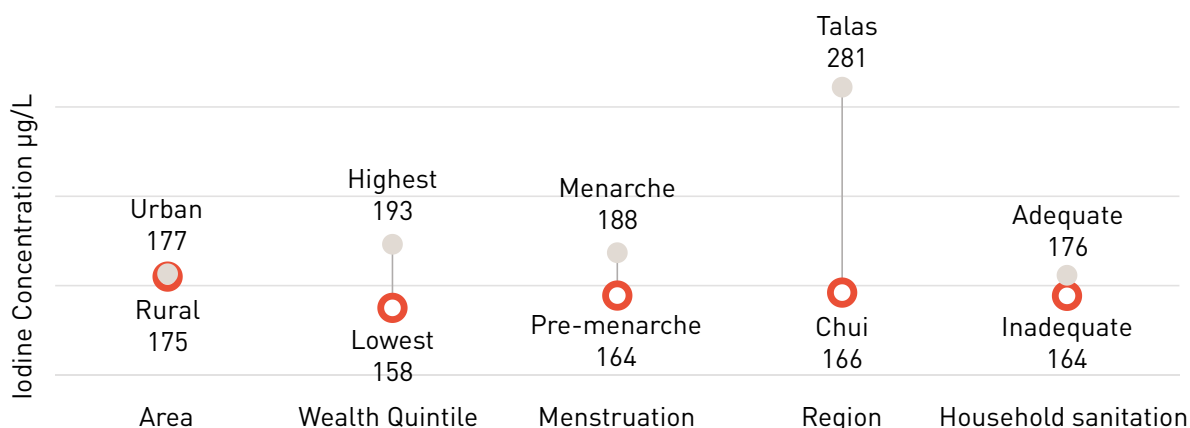 Iodine Concentration µg/L
Urban
177
Rural
175
Area
Highest
193
Lowest
158
Wealth Quintile
Menarche
188
Pre-menarche
164
Menstruation
Talas
281
Chui
166
Region
Adequate
176
Inadequate
164
Household sanitation